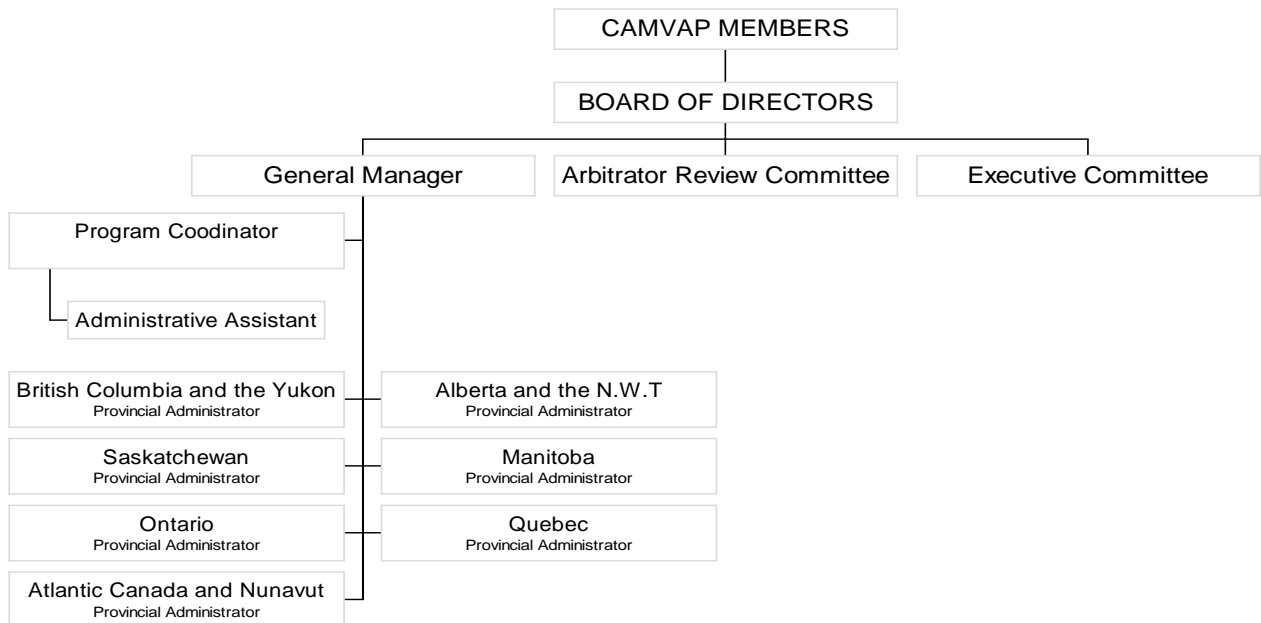 CAMVAP MEMBERS
BOARD OF DIRECTORS
General Manager
Arbitrator Review Committee
Executive Committee
Program Coodinator
Administrative Assistant
British Columbia and the Yukon
Provincial Administrator
Alberta and the N.W.T
Provincial Administrator
Saskatchewan
Provincial Administrator
Manitoba
Provincial Administrator
Ontario
Provincial Administrator
Quebec
Provincial Administrator
Atlantic Canada and Nunavut
Provincial Administrator